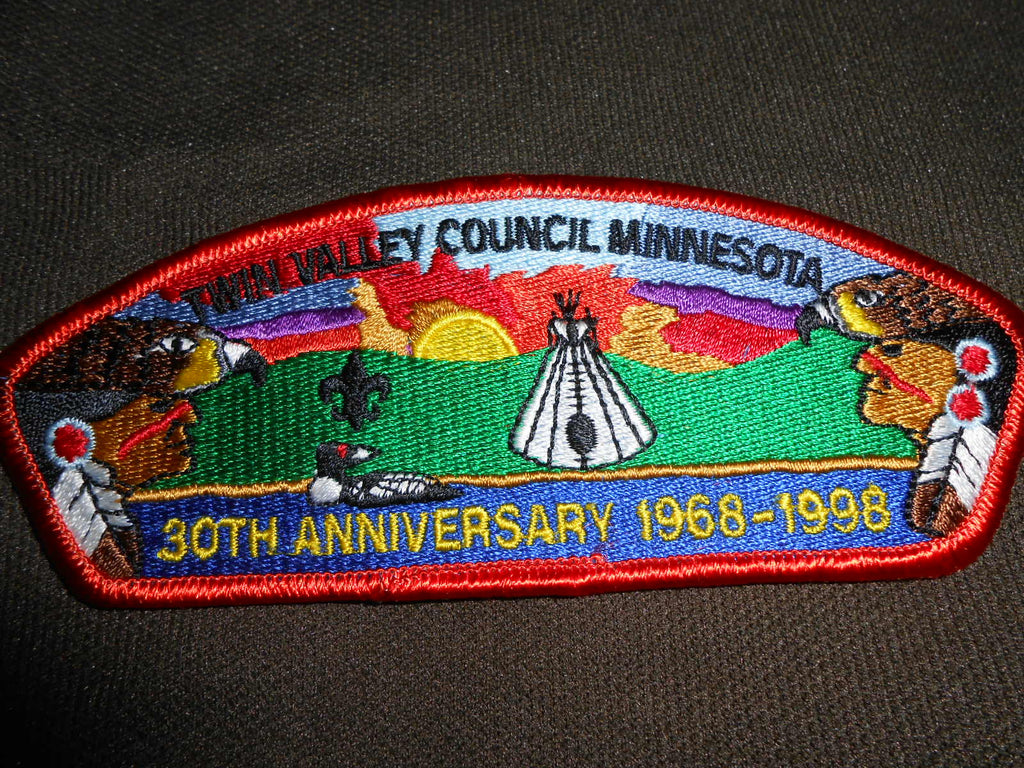 TWIN VALLEY COUNCIL MINNESOTA
30TH ANNIVERSARY 1968-1998